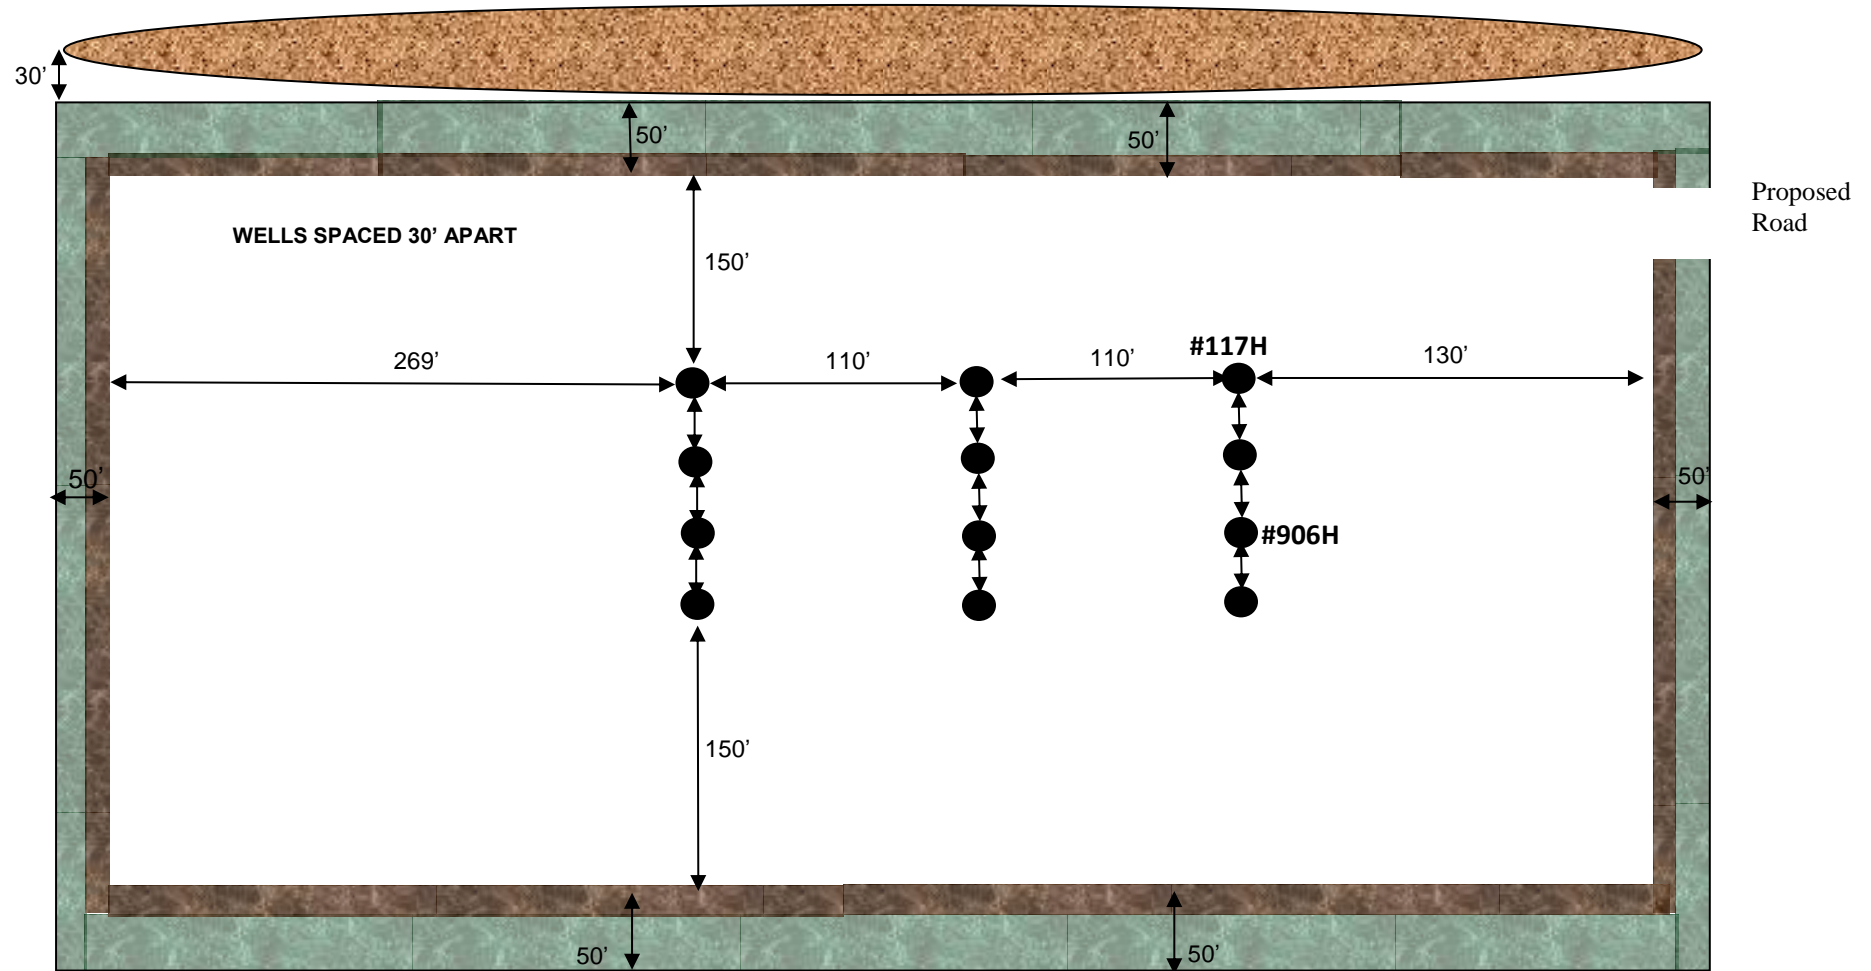 30’
50’
50’
Proposed
Road
WELLS SPACED 30’ APART
150’
269’
110’
110’
#117H
130’
50’
50’
#906H
150’
50’
50’